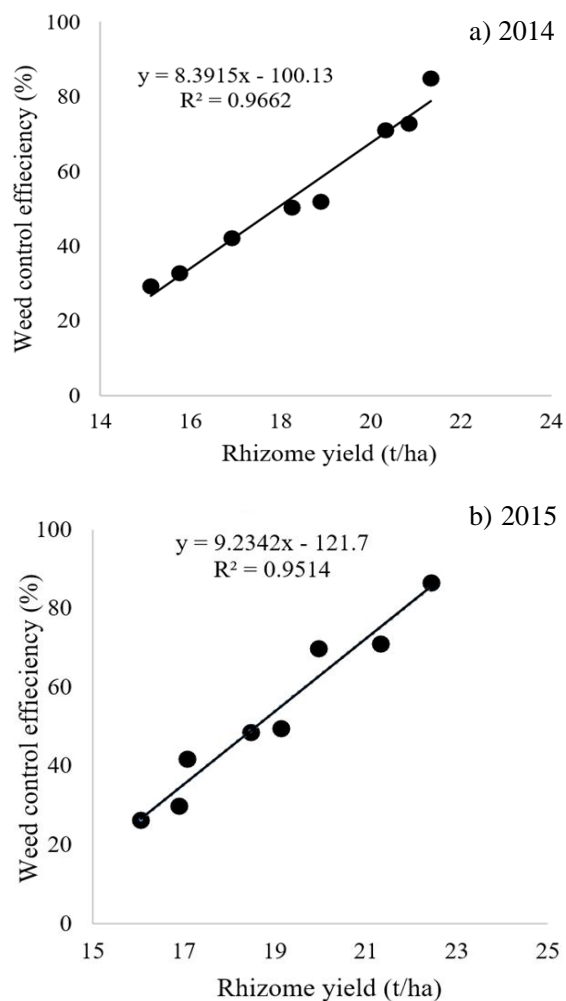 a) 2014
y = 8.3915x - 100.13
R² = 0.9662
Weed control effieciency (%)
100
80
60
40
20
0
14 16 18 20 22 24
Rhizome yield (t/ha)
b) 2015
y = 9.2342x - 121.7
R² = 0.9514
Weed control effieciency (%)
100
80
60
40
20
0
15 17 19 21 23 25
Rhizome yield (t/ha)